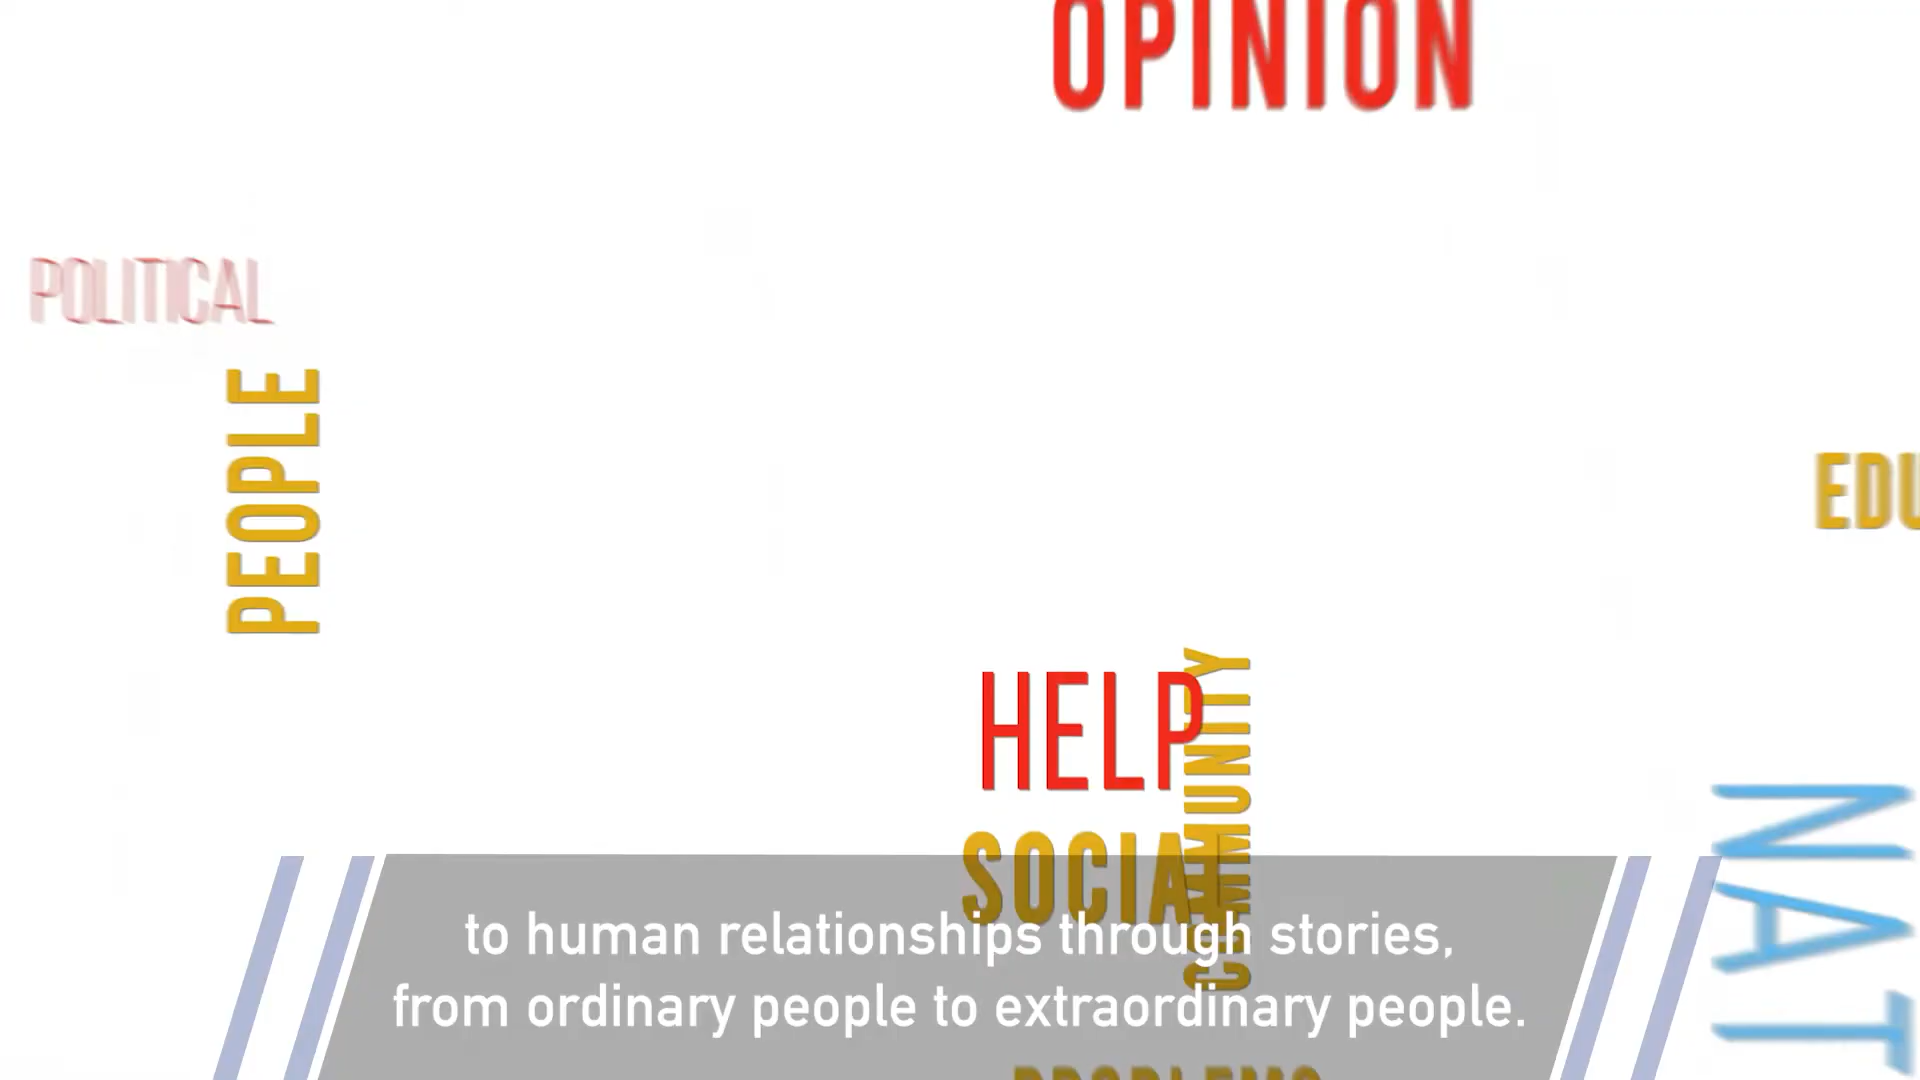 OPINION
POLITICAL
PEOPLE
EDU
HELP
COMMUNITY
SOCIAL
NAT
to human relationships through stories,
from ordinary people to extraordinary people.
PROBLEMS